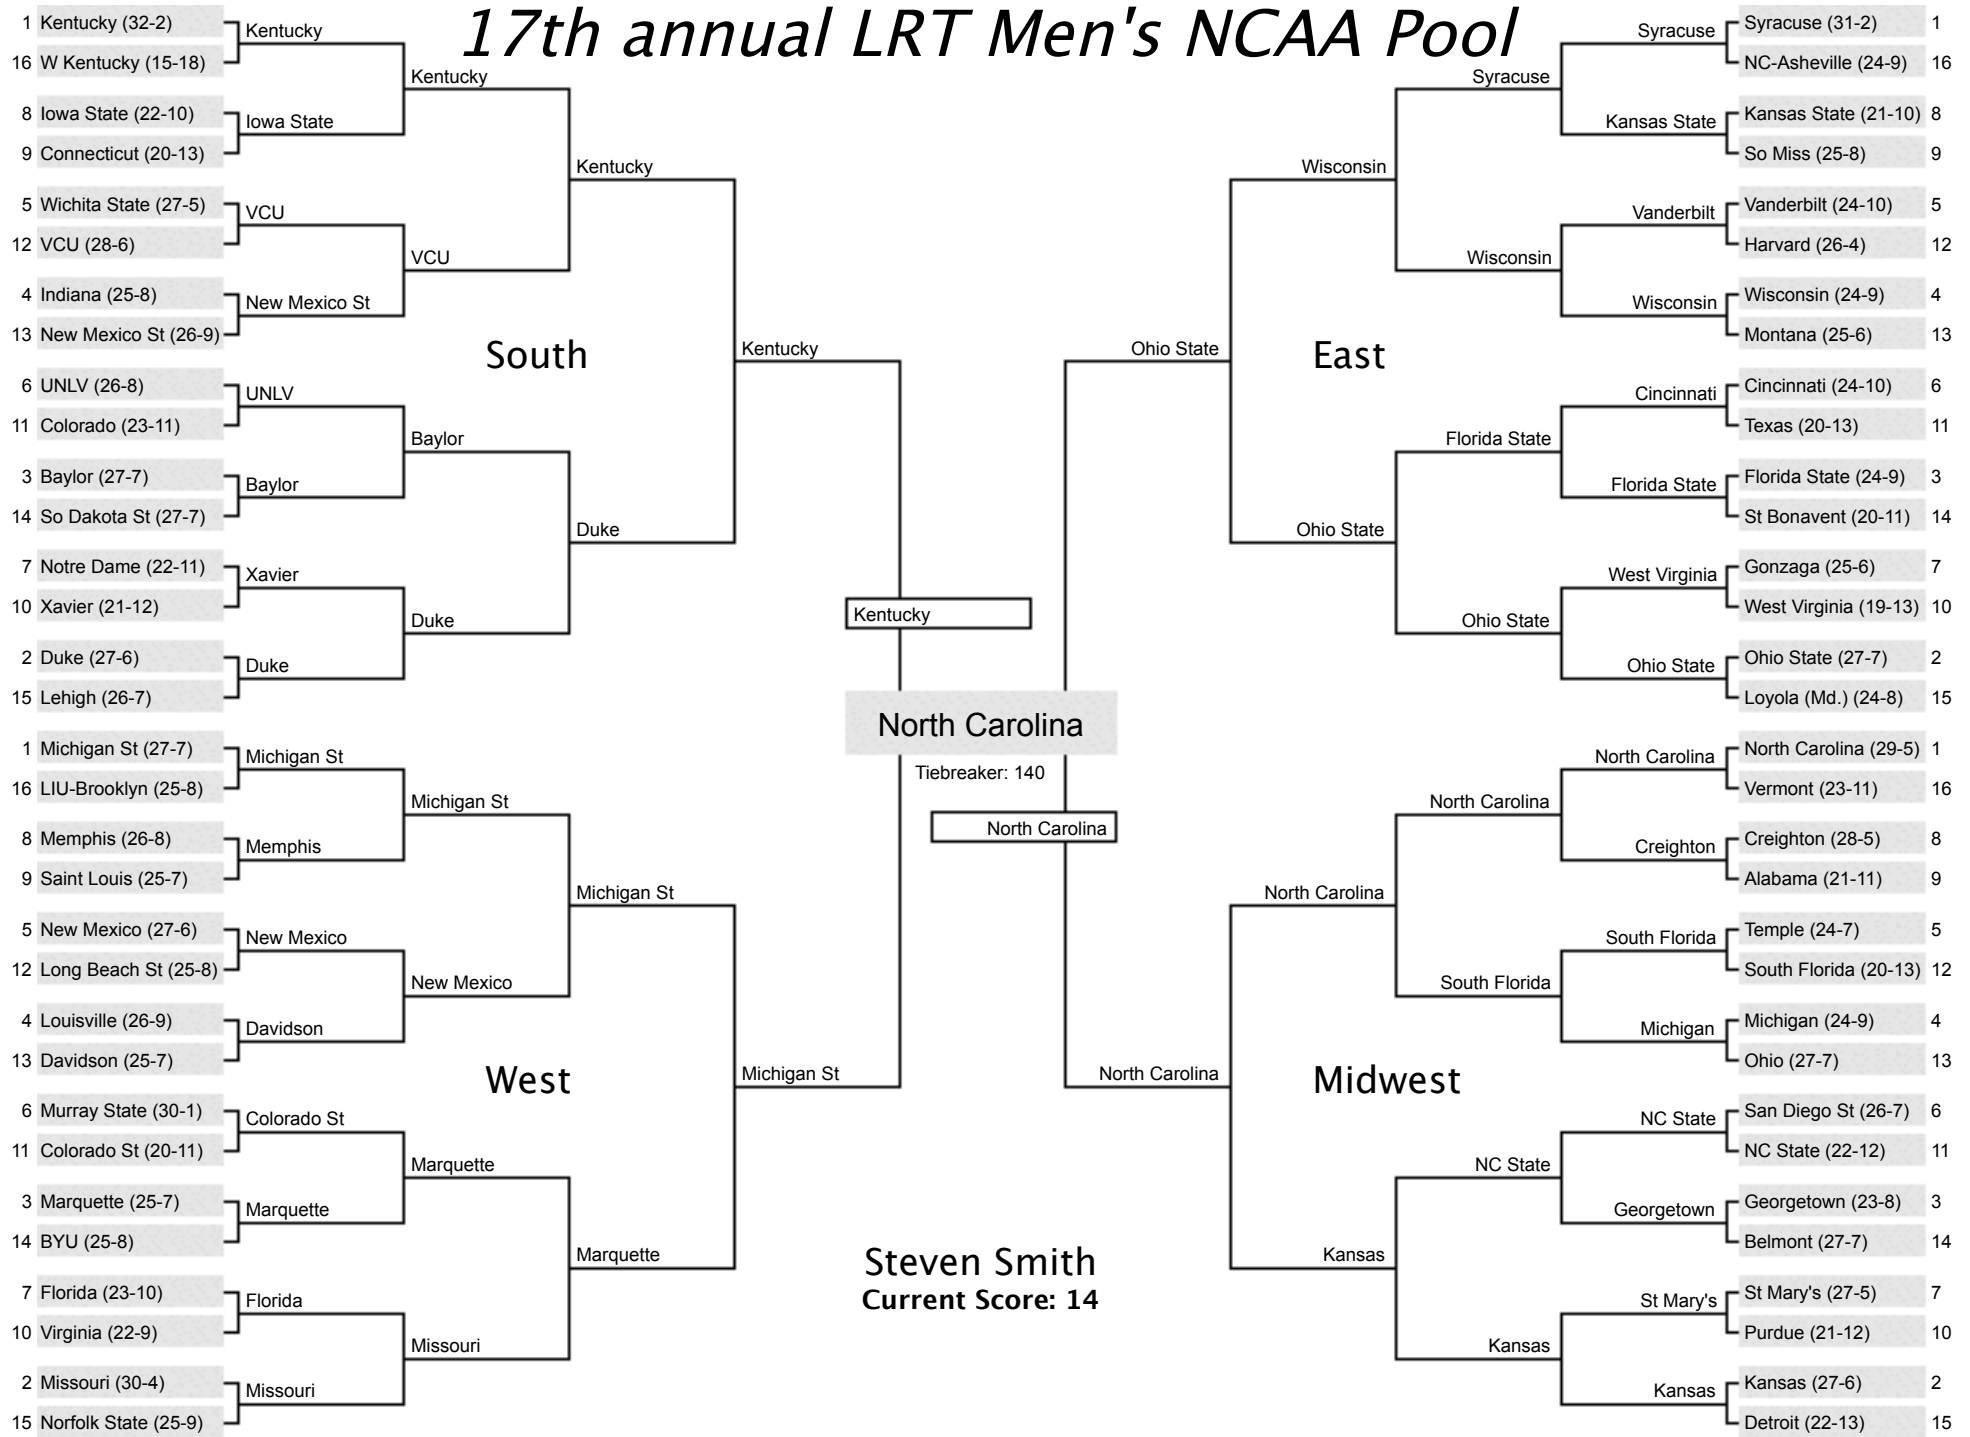 17th annual LRT Men's NCAA Pool
1 Kentucky (32-2)
16 W Kentucky (15-18)
8 Iowa State (22-10)
9 Connecticut (20-13)
5 Wichita State (27-5)
12 VCU (28-6)
4 Indiana (25-8)
13 New Mexico St (26-9)
6 UNLV (26-8)
11 Colorado (23-11)
3 Baylor (27-7)
14 So Dakota St (27-7)
7 Notre Dame (22-11)
10 Xavier (21-12)
2 Duke (27-6)
15 Lehigh (26-7)
Kentucky
Iowa State
VCU
New Mexico St
UNLV
Baylor
Xavier
Duke
Kentucky
VCU
Baylor
Duke
Kentucky
Duke
Kentucky
South
1 Michigan St (27-7)
16 LIU-Brooklyn (25-8)
8 Memphis (26-8)
9 Saint Louis (25-7)
5 New Mexico (27-6)
12 Long Beach St (25-8)
4 Louisville (26-9)
13 Davidson (25-7)
6 Murray State (30-1)
11 Colorado St (20-11)
3 Marquette (25-7)
14 BYU (25-8)
7 Florida (23-10)
10 Virginia (22-9)
2 Missouri (30-4)
15 Norfolk State (25-9)
Michigan St
Memphis
New Mexico
Davidson
Colorado St
Marquette
Florida
Missouri
Michigan St
New Mexico
Marquette
Missouri
Michigan St
Marquette
Michigan St
West
Kentucky
North Carolina
Tiebreaker: 140
North Carolina
Steven Smith
Current Score: 14
Syracuse (31-2) 1
NC-Asheville (24-9) 16
Kansas State (21-10) 8
So Miss (25-8) 9
Vanderbilt (24-10) 5
Harvard (26-4) 12
Wisconsin (24-9) 4
Montana (25-6) 13
Cincinnati (24-10) 6
Texas (20-13) 11
Florida State (24-9) 3
St Bonavent (20-11) 14
Gonzaga (25-6) 7
West Virginia (19-13) 10
Ohio State (27-7) 2
Loyola (Md.) (24-8) 15
Syracuse
Kansas State
Vanderbilt
Wisconsin
Cincinnati
Florida State
West Virginia
Ohio State
Syracuse
Wisconsin
Florida State
Ohio State
Wisconsin
Ohio State
Ohio State
East
North Carolina (29-5) 1
Vermont (23-11) 16
Creighton (28-5) 8
Alabama (21-11) 9
Temple (24-7) 5
South Florida (20-13) 12
Michigan (24-9) 4
Ohio (27-7) 13
San Diego St (26-7) 6
NC State (22-12) 11
Georgetown (23-8) 3
Belmont (27-7) 14
St Mary's (27-5) 7
Purdue (21-12) 10
Kansas (27-6) 2
Detroit (22-13) 15
North Carolina
Creighton
South Florida
Michigan
NC State
Georgetown
St Mary's
Kansas
North Carolina
South Florida
NC State
Kansas
North Carolina
Kansas
North Carolina
Midwest